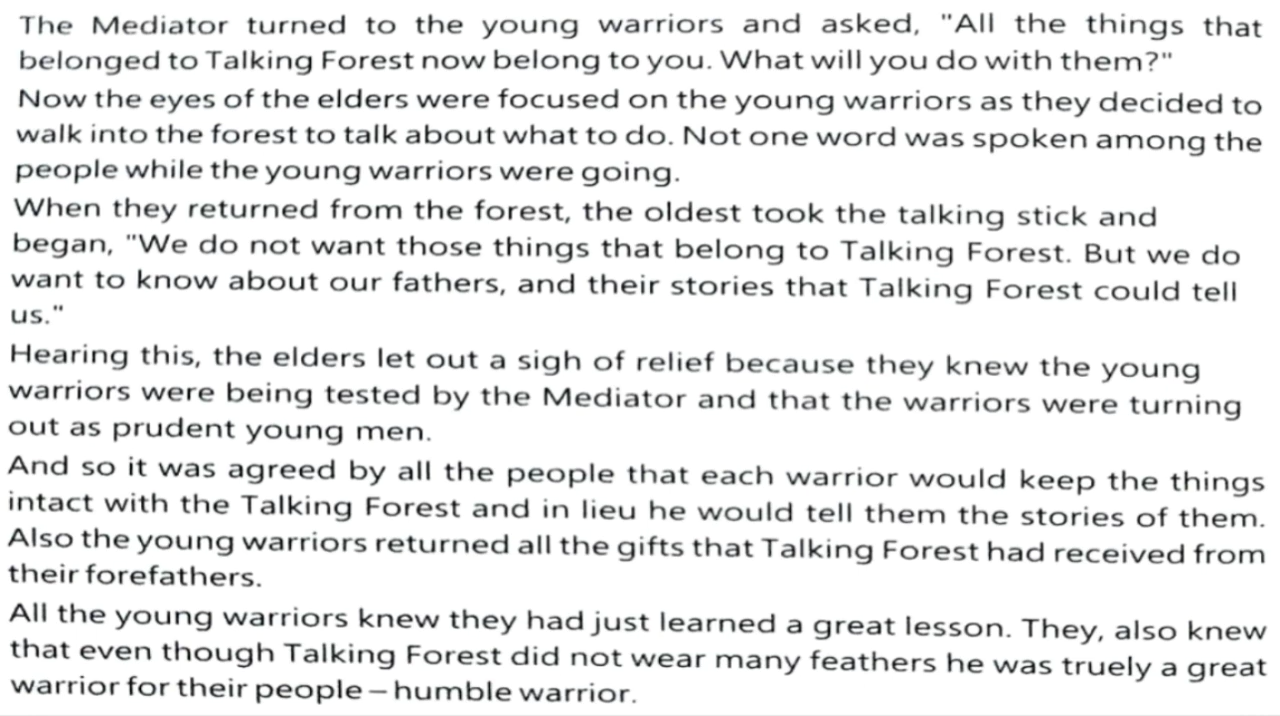 The Mediator turned to the young warriors and asked, "All the things that
belonged to Talking Forest now belong to you. What will you do with them?"
Now the eyes of the elders were focused on the young warriors as they decided to
walk into the forest to talk about what to do. Not one word was spoken among the
people while the young warriors were going.
When they returned from the forest, the oldest took the talking stick and
began, "We do not want those things that belong to Talking Forest. But we do
want to know about our fathers, and their stories that Talking Forest could tell
us."
Hearing this, the elders let out a sigh of relief because they knew the young
warriors were being tested by the Mediator and that the warriors were turning
out as prudent young men.
And so it was agreed by all the people that each warrior would keep the things
intact with the Talking Forest and in lieu he would tell them the stories of them.
Also the young warriors returned all the gifts that Talking Forest had received from
their forefathers.
All the young warriors knew they had just learned a great lesson. They, also knew
that even though Talking Forest did not wear many feathers he was truely a great
warrior for their people – humble warrior.